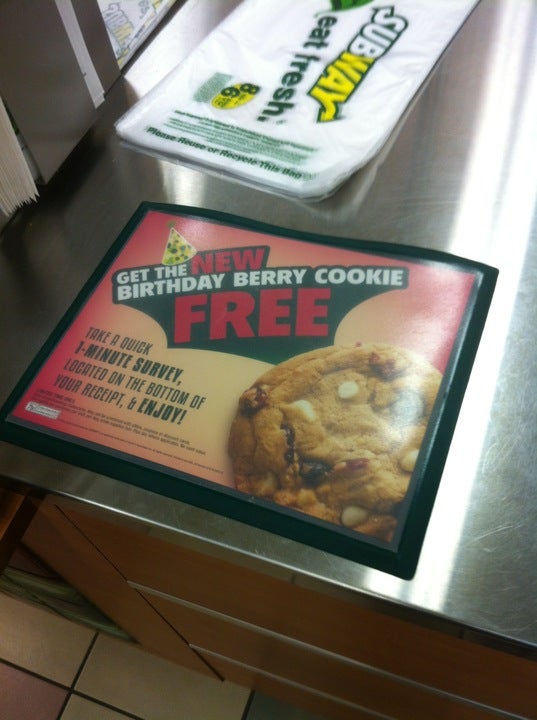 SUBWAY
eat fresh.
Please Reuse or Recycle This Bag
GET THE NEW
BIRTHDAY BERRY COOKIE
FREE
TAKE A QUICK
1-MINUTE SURVEY,
LOCATED ON THE BOTTOM OF
YOUR RECEIPT, & ENJOY!